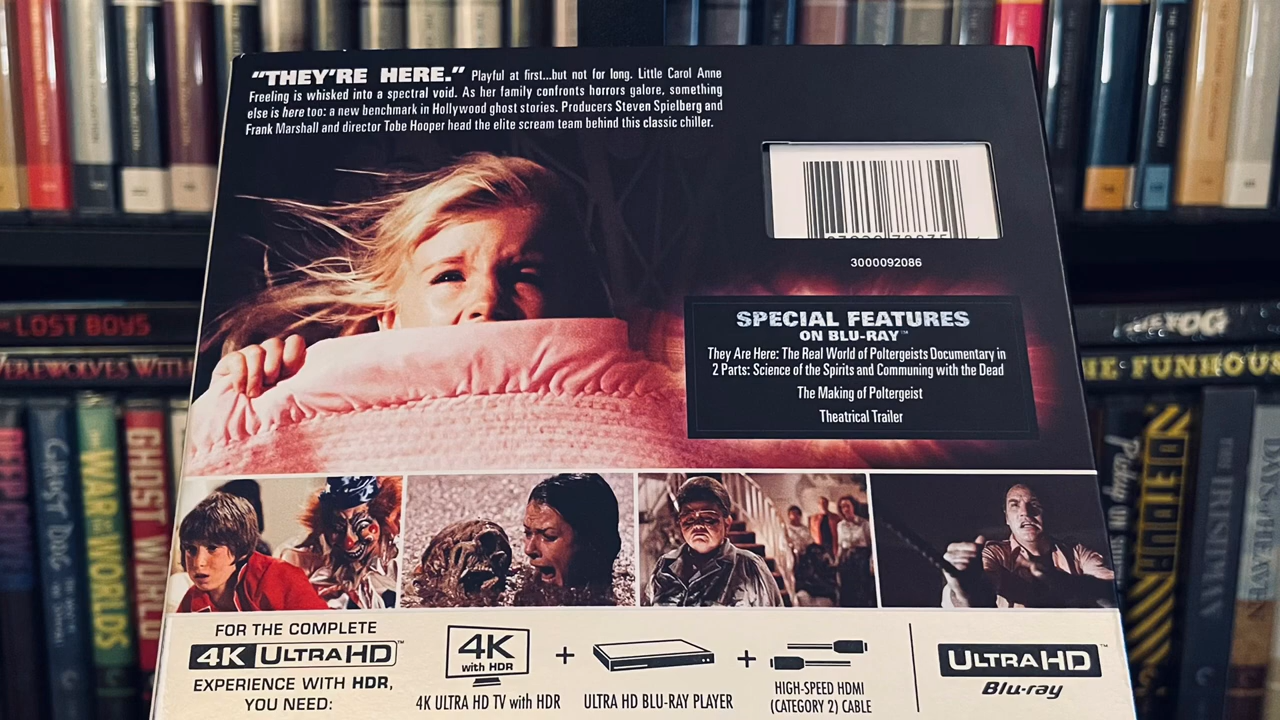 "THEY'RE HERE." Playful at first...but not for long. Little Carol Anne
Freeling is whisked into a spectral void. As her family confronts horrors galore, something
else is here too: a new benchmark in Hollywood ghost stories. Producers Steven Spielberg and
Frank Marshall and director Tobe Hooper head the elite scream team behind this classic chiller.
3000092086
SPECIAL FEATURES
ON BLU-RAY™
They Are Here: The Real World of Poltergeists Documentary in
2 Parts: Science of the Spirits and Communing with the Dead
The Making of Poltergeist
Theatrical Trailer
LOST BOYS
WEREWOLVES WITH
GHOST DOG
WAR OF THE WORLDS
GHOST WORLD
THE FUNHOUSE
DETOUR
THE IRISHMAN
FOR THE COMPLETE
4K ULTRA HD™
EXPERIENCE WITH HDR,
YOU NEED:
4K
with HDR
4K ULTRA HD TV with HDR
+
ULTRA HD BLU-RAY PLAYER
+
HIGH-SPEED HDMI
(CATEGORY 2) CABLE
ULTRA HD™
Blu-ray